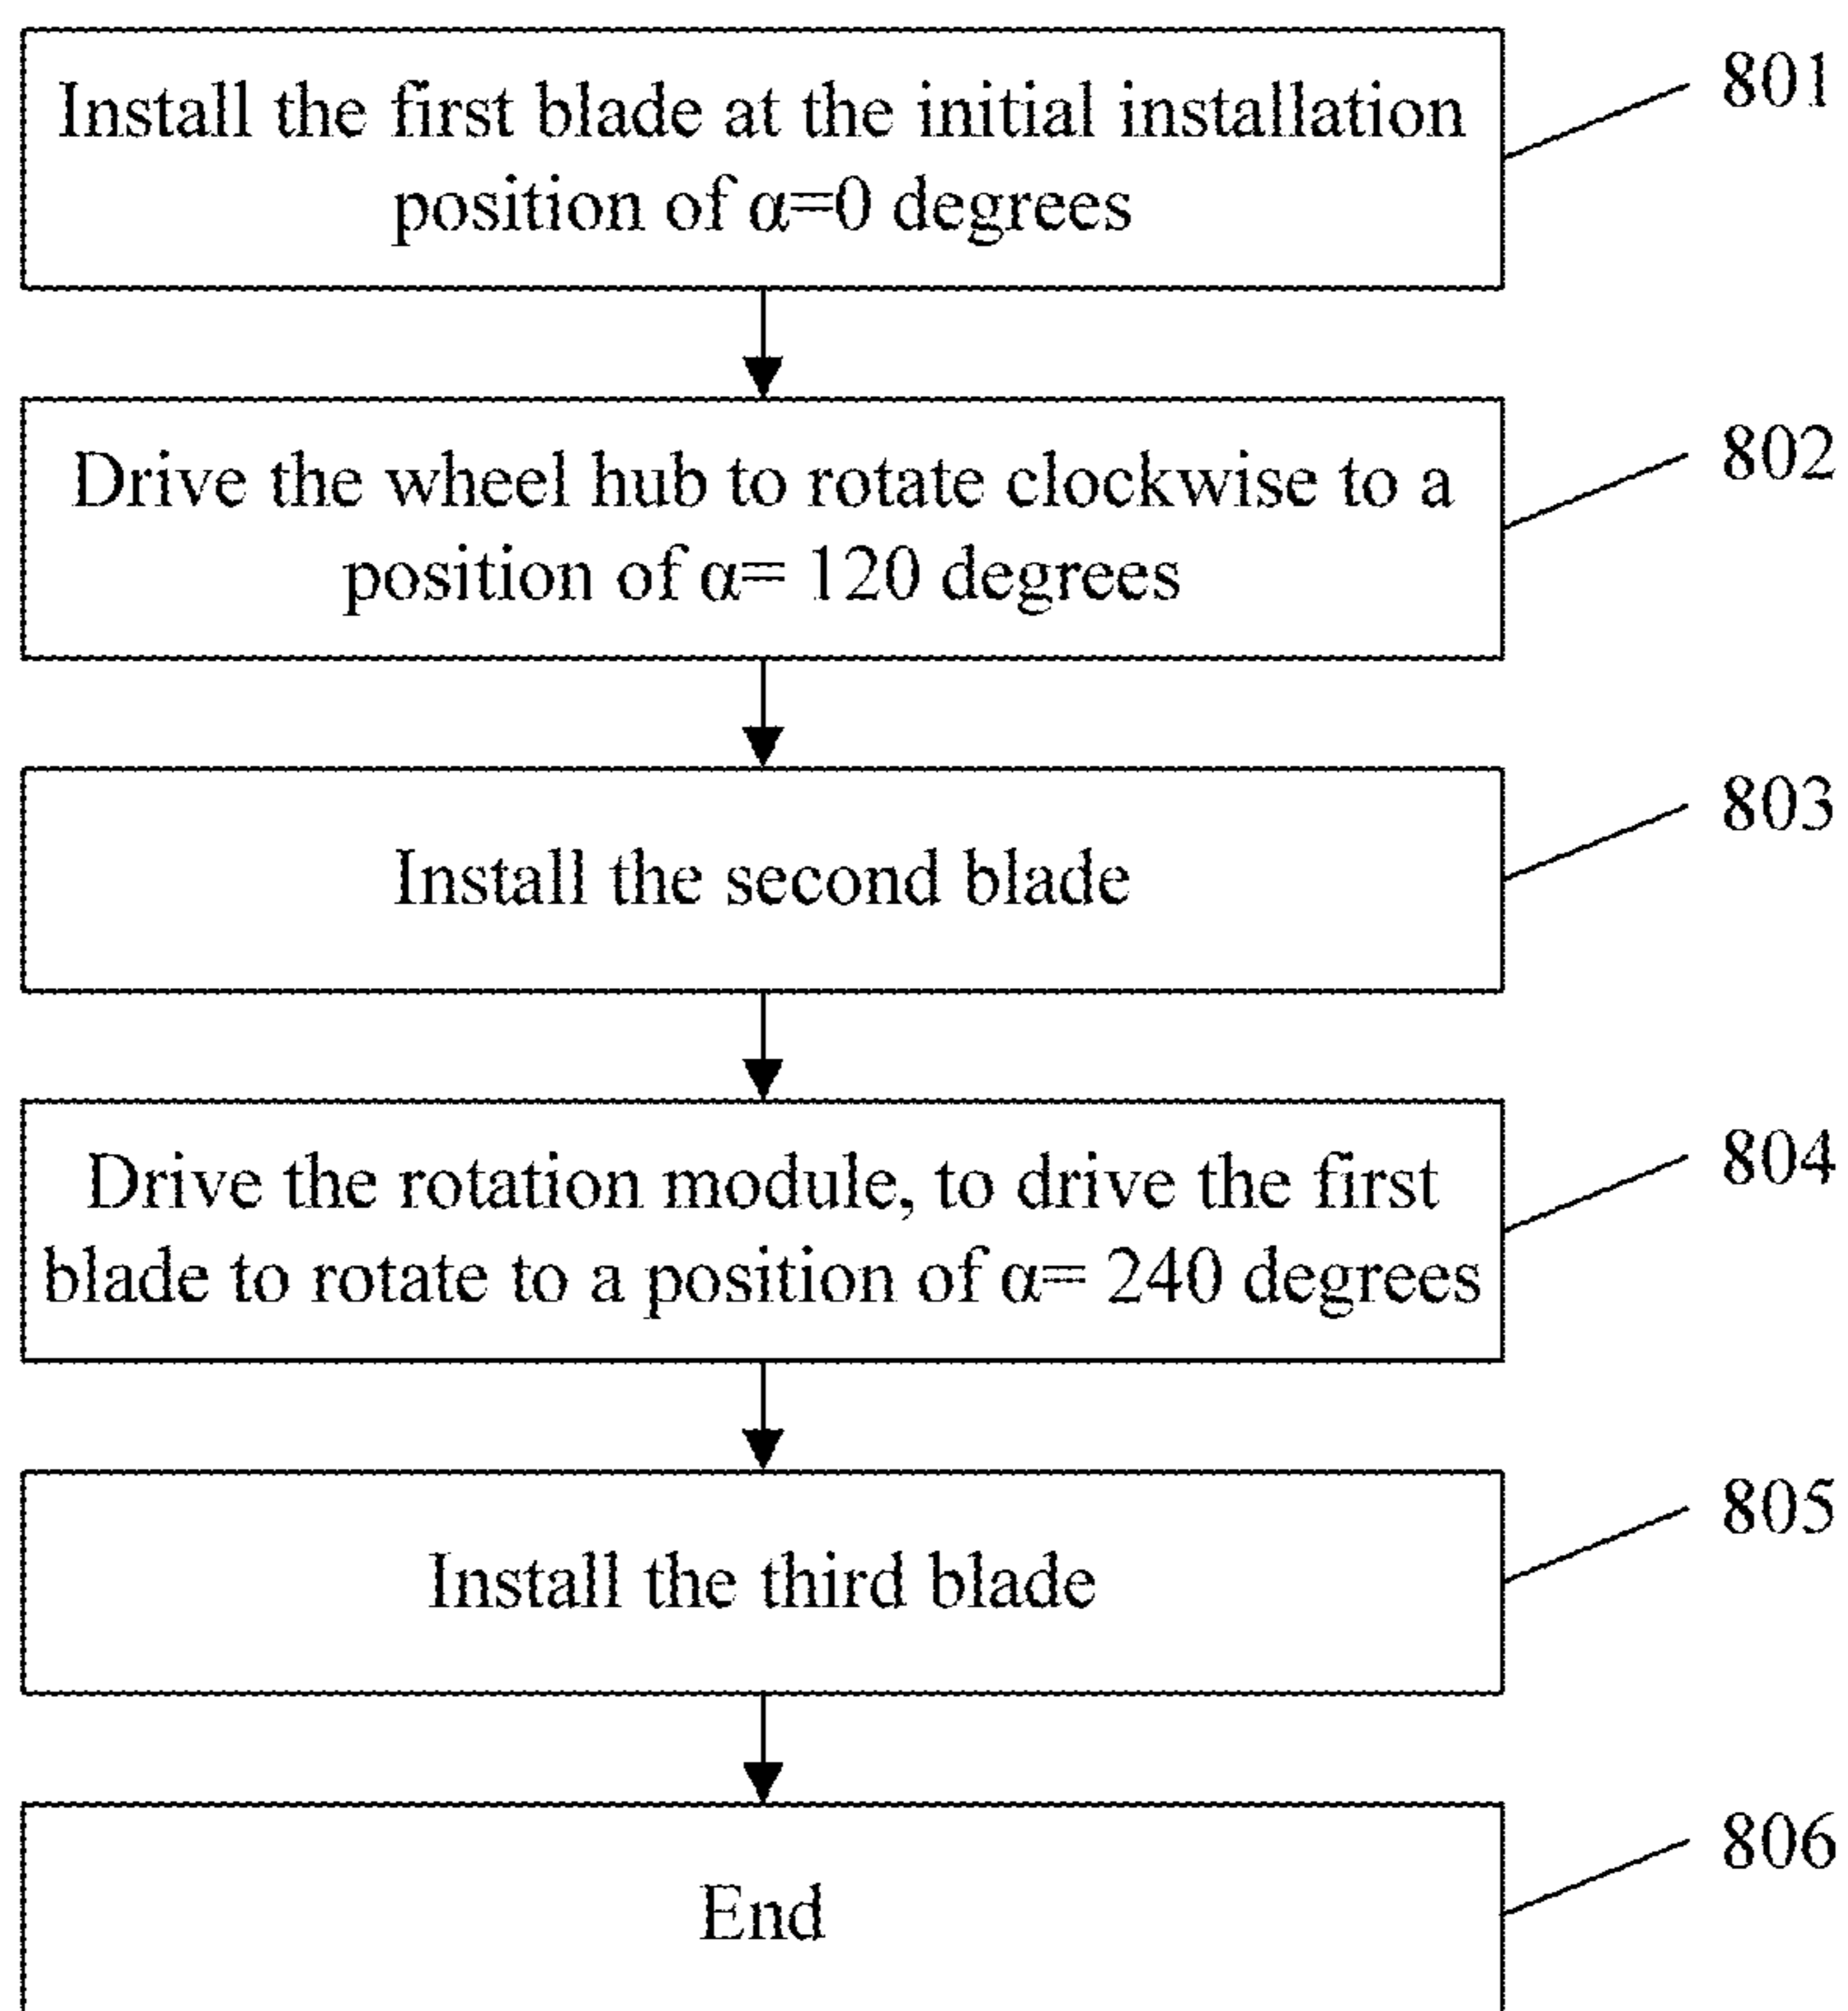 Install the first blade at the initial installation
position of α=0 degrees
801
Drive the wheel hub to rotate clockwise to a
position of α= 120 degrees
802
Install the second blade
803
Drive the rotation module, to drive the first
blade to rotate to a position of α= 240 degrees
804
Install the third blade
805
End
806